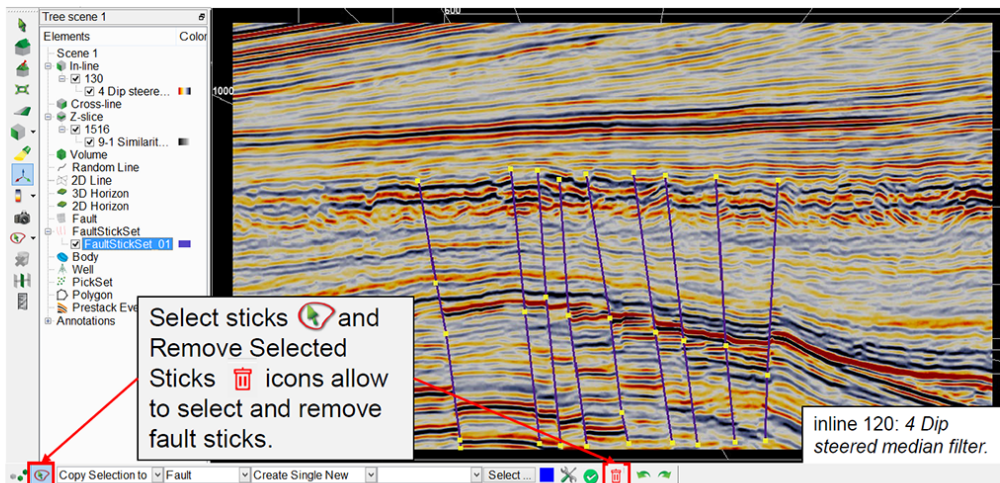 Tree scene 1
Elements
Color
Scene 1
In-line
130
4 Dip steere...
Cross-line
Z-slice
1516
9-1 Similarit...
Volume
Random Line
2D Line
3D Horizon
2D Horizon
Fault
FaultStickSet
FaultStickSet_01
Body
Well
PickSet
Polygon
Prestack Eve
Annotations
500
1000
Select sticks and
Remove Selected
Sticks icons allow
to select and remove
fault sticks.
inline 120: 4 Dip
steered median filter.
Copy Selection to
Fault
Create Single New
Select ...